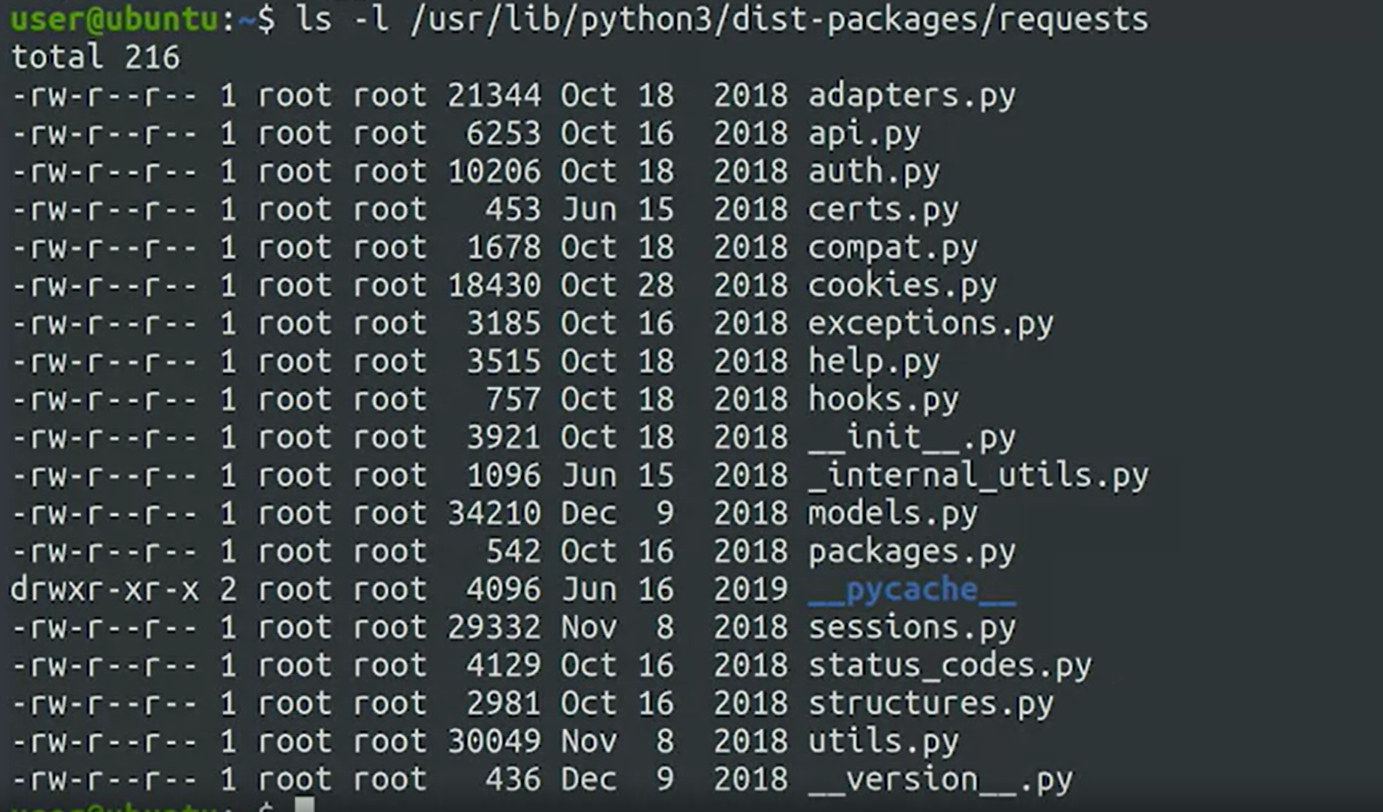 user@ubuntu:~$ ls -l /usr/lib/python3/dist-packages/requests
total 216
-rw-r--r-- 1 root root 21344 Oct 18  2018 adapters.py
-rw-r--r-- 1 root root  6253 Oct 16  2018 api.py
-rw-r--r-- 1 root root 10206 Oct 18  2018 auth.py
-rw-r--r-- 1 root root   453 Jun 15  2018 certs.py
-rw-r--r-- 1 root root  1678 Oct 18  2018 compat.py
-rw-r--r-- 1 root root 18430 Oct 28  2018 cookies.py
-rw-r--r-- 1 root root  3185 Oct 16  2018 exceptions.py
-rw-r--r-- 1 root root  3515 Oct 18  2018 help.py
-rw-r--r-- 1 root root   757 Oct 18  2018 hooks.py
-rw-r--r-- 1 root root  3921 Oct 18  2018 __init__.py
-rw-r--r-- 1 root root  1096 Jun 15  2018 _internal_utils.py
-rw-r--r-- 1 root root 34210 Dec  9  2018 models.py
-rw-r--r-- 1 root root   542 Oct 16  2018 packages.py
drwxr-xr-x 2 root root  4096 Jun 16  2019 __pycache__
-rw-r--r-- 1 root root 29332 Nov  8  2018 sessions.py
-rw-r--r-- 1 root root  4129 Oct 16  2018 status_codes.py
-rw-r--r-- 1 root root  2981 Oct 16  2018 structures.py
-rw-r--r-- 1 root root 30049 Nov  8  2018 utils.py
-rw-r--r-- 1 root root   436 Dec  9  2018 __version__.py
user@ubuntu:~$